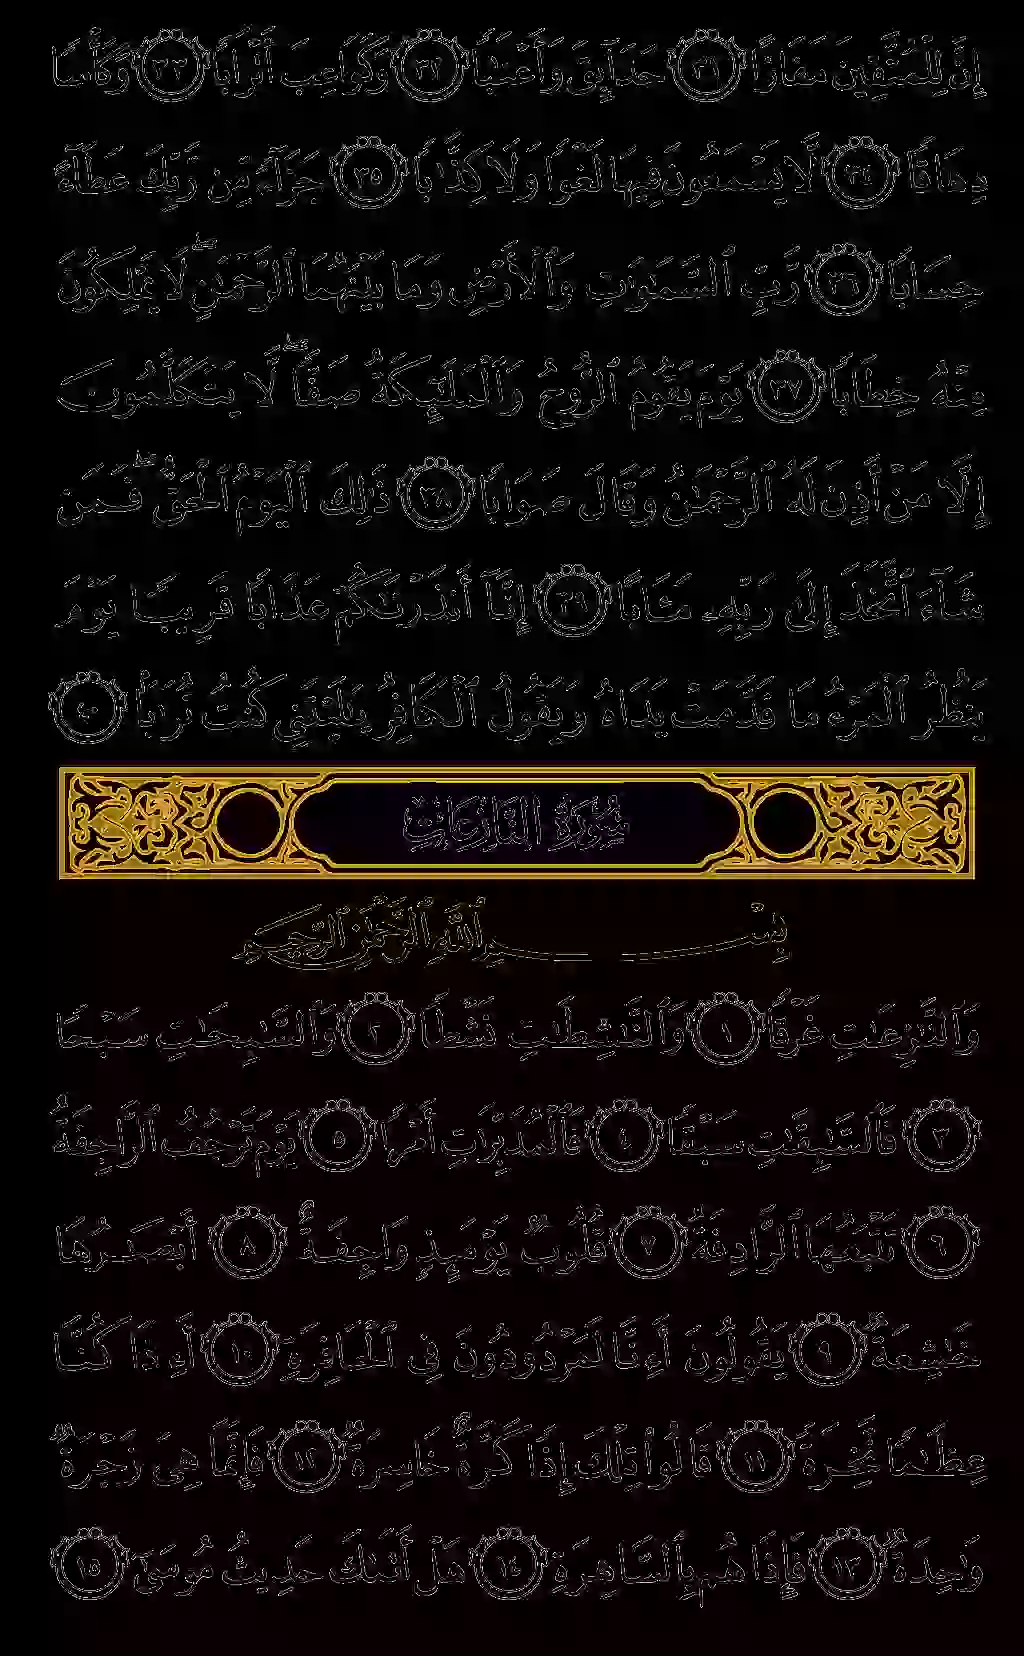 إِنَّ لِلْمُتَّقِينَ مَفَازًا ٣١ حَدَآئِقَ وَأَعْنَٰبًا ٣٢ وَكَوَاعِبَ أَتْرَابًا ٣٣ وَكَأْسًا
دِهَاقًا ٣٤ لَّا يَسْمَعُونَ فِيهَا لَغْوًا وَلَا كِذَّٰبًا ٣٥ جَزَآءً مِّن رَّبِّكَ عَطَآءً
حِسَابًا ٣٦ رَّبِّ ٱلسَّمَٰوَٰتِ وَٱلْأَرْضِ وَمَا بَيْنَهُمَا ٱلرَّحْمَٰنِۖ لَا يَمْلِكُونَ
مِنْهُ خِطَابًا ٣٧ يَوْمَ يَقُومُ ٱلرُّوحُ وَٱلْمَلَٰٓئِكَةُ صَفًّاۖ لَّا يَتَكَلَّمُونَ
إِلَّا مَنْ أَذِنَ لَهُ ٱلرَّحْمَٰنُ وَقَالَ صَوَابًا ٣٨ ذَٰلِكَ ٱلْيَوْمُ ٱلْحَقُّۖ فَمَن
شَآءَ ٱتَّخَذَ إِلَىٰ رَبِّهِۦ مَـَٔابًا ٣٩ إِنَّآ أَنذَرْنَٰكُمْ عَذَابًا قَرِيبًا يَوْمَ
يَنظُرُ ٱلْمَرْءُ مَا قَدَّمَتْ يَدَاهُ وَيَقُولُ ٱلْكَافِرُ يَٰلَيْتَنِى كُنتُ تُرَٰبًۢا ٤٠
سُورَةُ النَّازِعَاتِ
بِسْمِ ٱللَّهِ ٱلرَّحْمَٰنِ ٱلرَّحِيمِ
وَٱلنَّٰزِعَٰتِ غَرْقًا ١ وَٱلنَّٰشِطَٰتِ نَشْطًا ٢ وَٱلسَّٰبِحَٰتِ سَبْحًا
٣ فَٱلسَّٰبِقَٰتِ سَبْقًا ٤ فَٱلْمُدَبِّرَٰتِ أَمْرًا ٥ يَوْمَ تَرْجُفُ ٱلرَّاجِفَةُ
٦ تَتْبَعُهَا ٱلرَّادِفَةُ ٧ قُلُوبٌ يَوْمَئِذٍ وَاجِفَةٌ ٨ أَبْصَٰرُهَا
خَٰشِعَةٌ ٩ يَقُولُونَ أَءِنَّا لَمَرْدُودُونَ فِى ٱلْحَافِرَةِ ١٠ أَءِذَا كُنَّا
عِظَٰمًا نَّخِرَةً ١١ قَالُوا۟ تِلْكَ إِذًا كَرَّةٌ خَاسِرَةٌ ١٢ فَإِنَّمَا هِىَ زَجْرَةٌ
وَٰحِدَةٌ ١٣ فَإِذَا هُم بِٱلسَّاهِرَةِ ١٤ هَلْ أَتَىٰكَ حَدِيثُ مُوسَىٰٓ ١٥